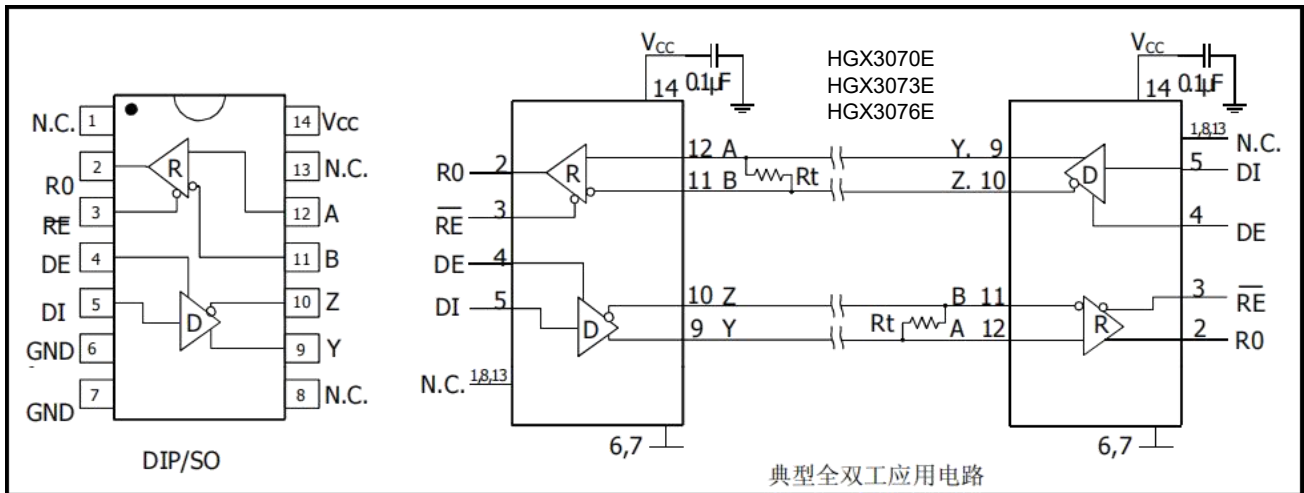 N.C. 1
R0 2
RE 3
DE 4
DI 5
GND 6
GND 7
14 Vcc
13 N.C.
12 A
11 B
10 Z
9 Y
8 N.C.
R
D
DIP/SO
VCC
14 0.1μF
HGX3070E
HGX3073E
HGX3076E
VCC
14 0.1μF
R0 2
RE 3
DE 4
DI 5
N.C. 1,8,13
R
D
12 A
11 B
Rt
10 Z
9 Y
6,7
Y. 9
Z. 10
Rt
B 11
A 12
D
R
1,8,13 N.C.
5 DI
4 DE
3 RE
2 R0
6,7
典型全双工应用电路